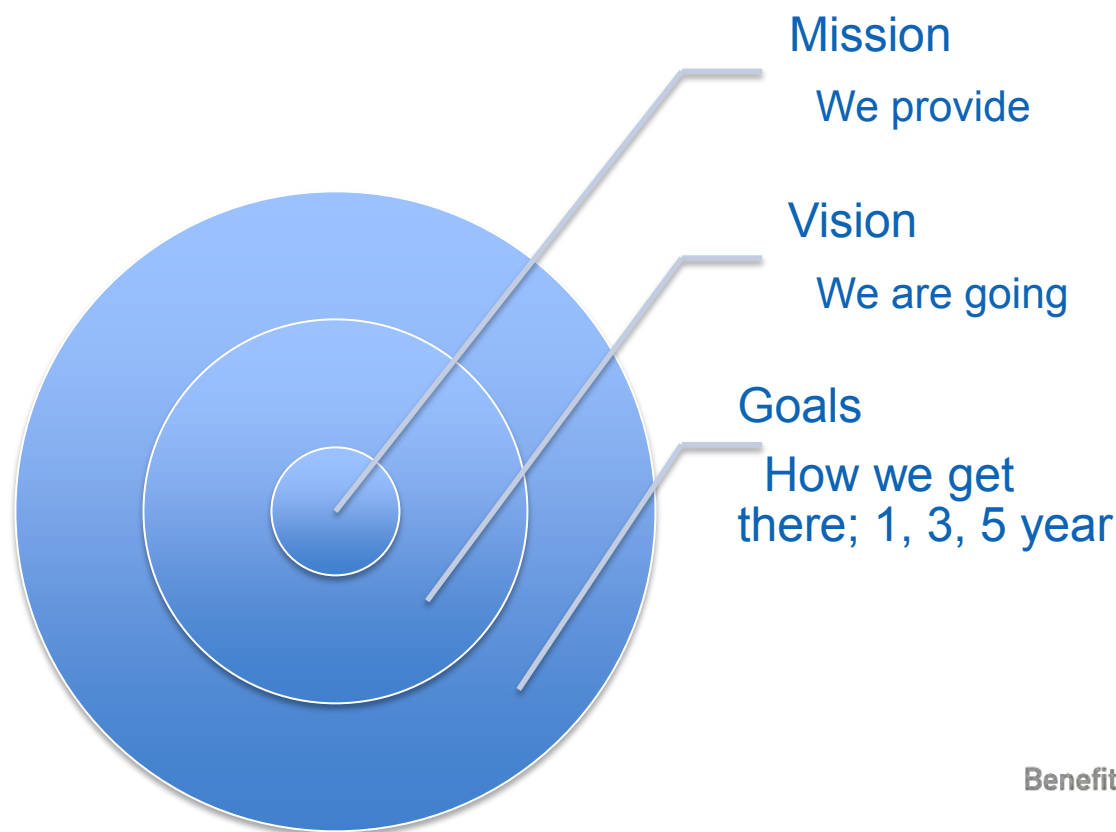 Mission
We provide
Vision
We are going
Goals
How we get
there; 1, 3, 5 year
Benefit